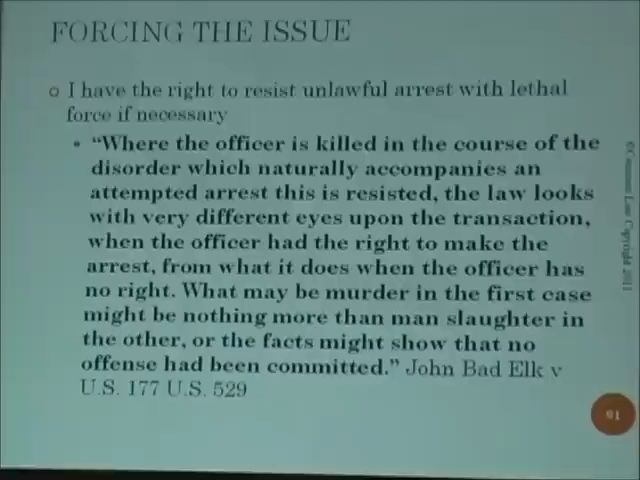 FORCING THE ISSUE
I have the right to resist unlawful arrest with lethal
force if necessary
"Where the officer is killed in the course of the
disorder which naturally accompanies an
attempted arrest this is resisted, the law looks
with very different eyes upon the transaction,
when the officer had the right to make the
arrest, from what it does when the officer has
no right. What may be murder in the first case
might be nothing more than man slaughter in
the other, or the facts might show that no
offense had been committed." John Bad Elk v
U.S. 177 U.S. 529
Law Copyright 2011
91